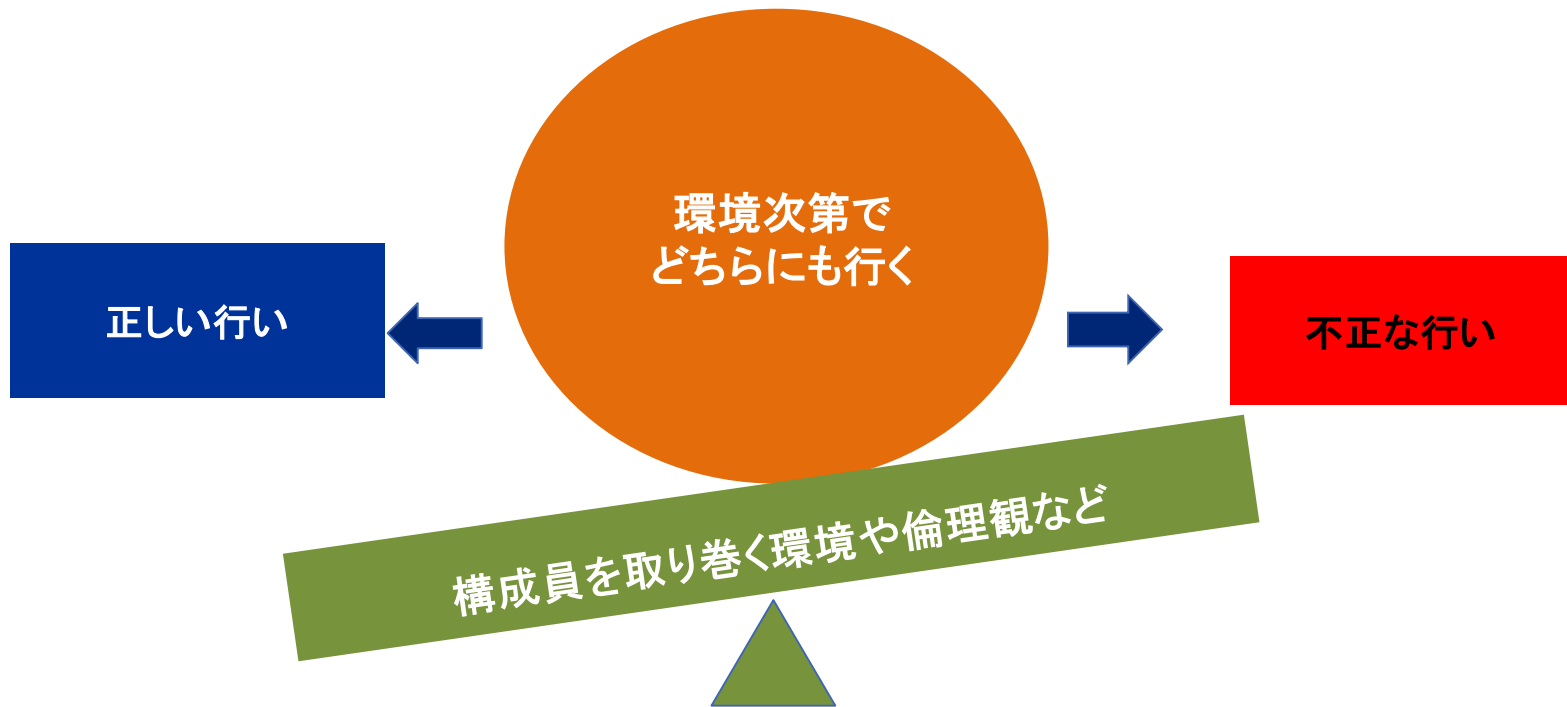 環境次第で
どちらにも行く
正しい行い
不正な行い
構成員を取り巻く環境や倫理観など